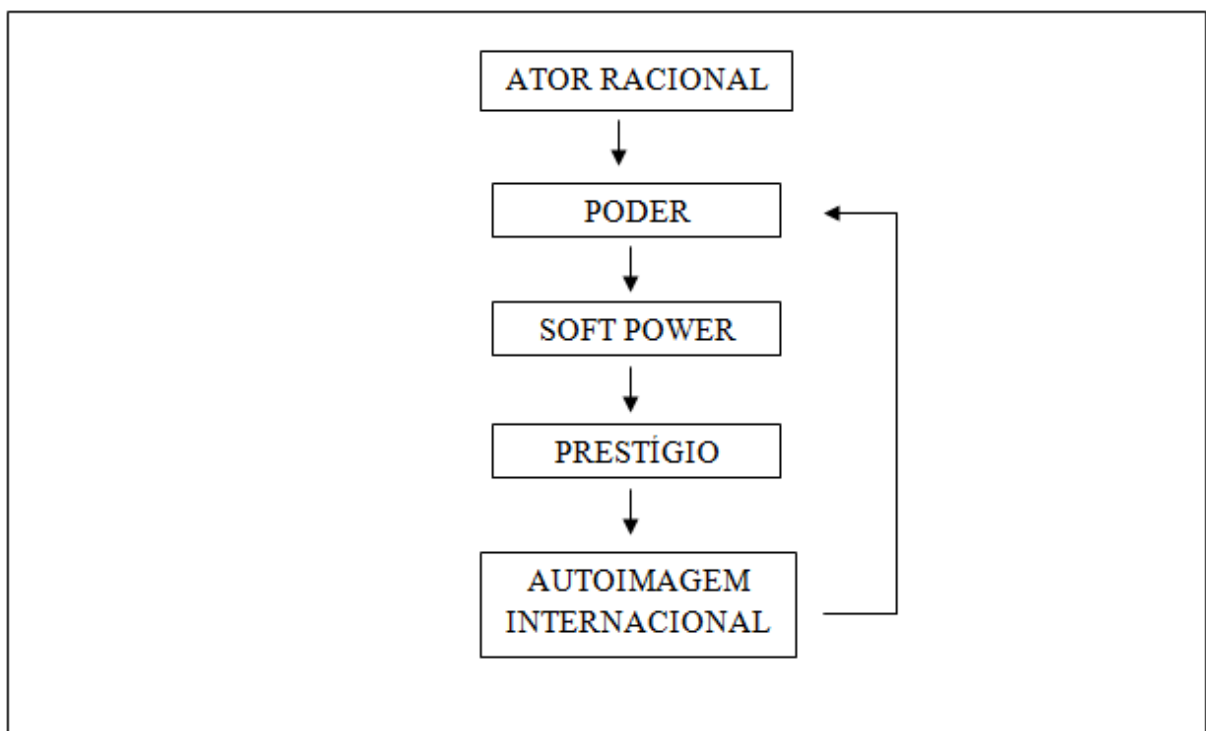 ATOR RACIONAL
PODER
SOFT POWER
PRESTÍGIO
AUTOIMAGEM
INTERNACIONAL